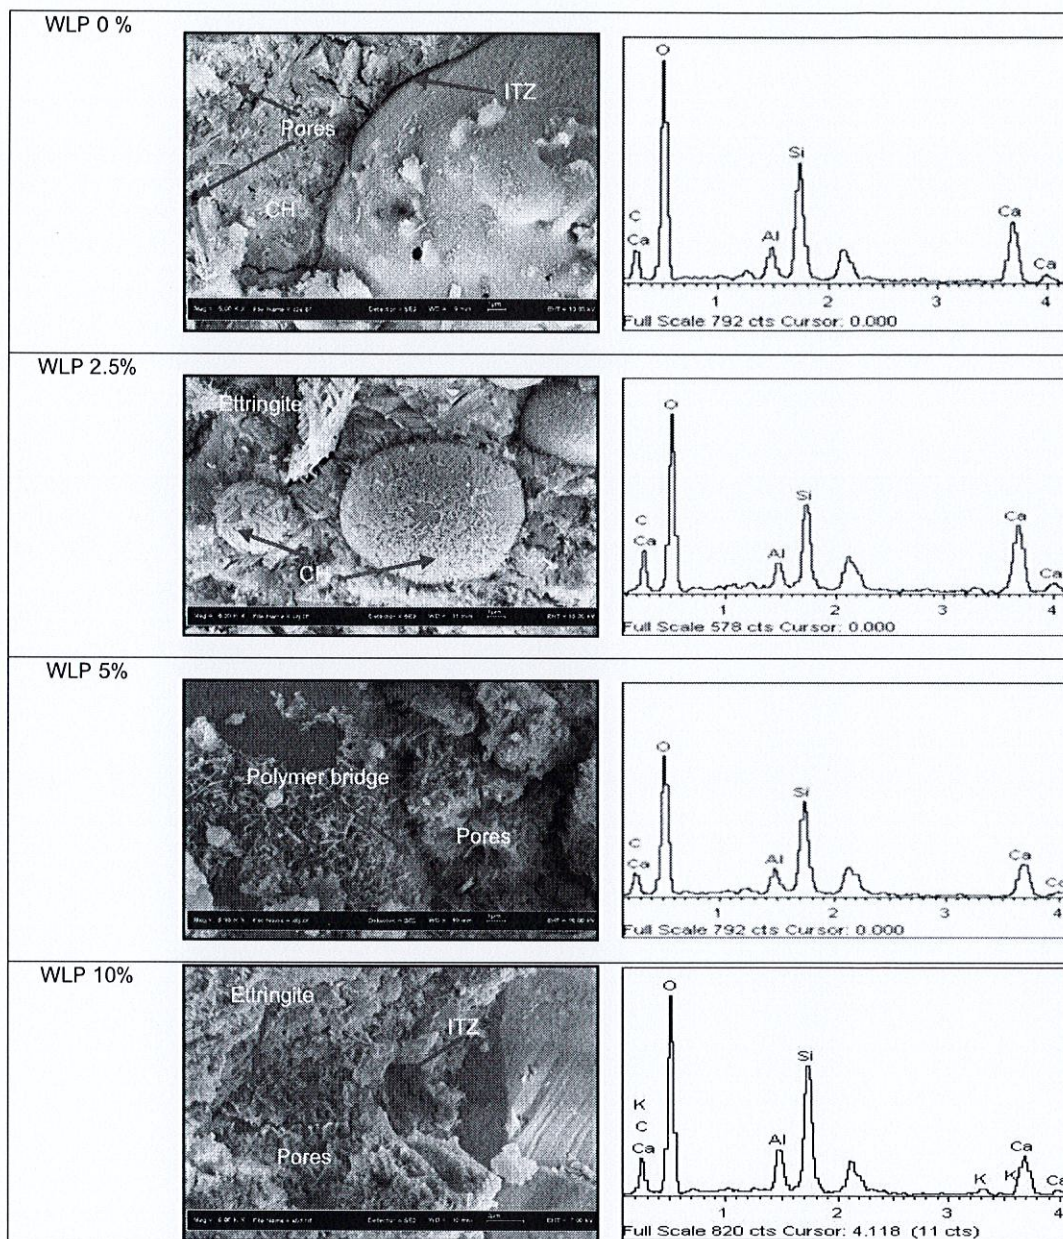 WLP 0 %
ITZ
Pores
CH
O
Si
C
Ca
Al
Ca
Ca
1 2 3 4
Full Scale 792 cts Cursor: 0.000
WLP 2.5%
Ettringite
CH
O
Si
C
Ca
Al
Ca
Ca
1 2 3 4
Full Scale 578 cts Cursor: 0.000
WLP 5%
Polymer bridge
Pores
O
Si
C
Ca
Al
Ca
1 2 3 4
Full Scale 792 cts Cursor: 0.000
WLP 10%
Ettringite
ITZ
Pores
O
Si
K
C
Ca
Al
K
K
Ca
Ca
2 3 4
Full Scale 820 cts Cursor: 4.118 (11 cts)